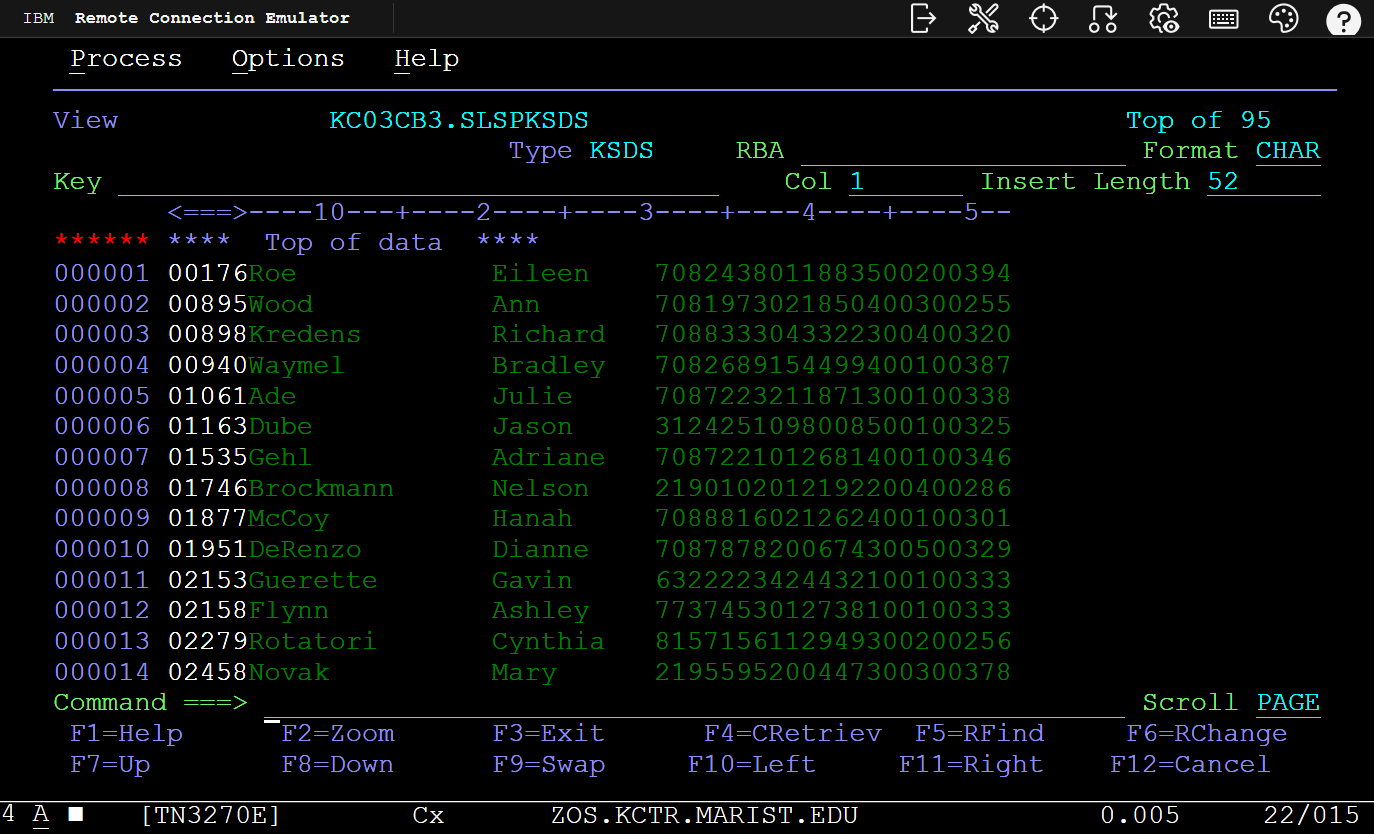 IBM Remote Connection Emulator
Process Options Help
View KC03CB3.SLSPKSDS Top of 95
Type KSDS RBA Format CHAR
Key Col 1 Insert Length 52
<===>----10---+----2----+----3----+----4----+----5--
****** **** Top of data ****
000001 00176Roe Eileen 7082438011883500200394
000002 00895Wood Ann 7081973021850400300255
000003 00898Kredens Richard 7088333043322300400320
000004 00940Waymel Bradley 7082689154499400100387
000005 01061Ade Julie 7087223211871300100338
000006 01163Dube Jason 3124251098008500100325
000007 01535Gehl Adriane 7087221012681400100346
000008 01746Brockmann Nelson 2190102012192200400286
000009 01877McCoy Hanah 7088816021262400100301
000010 01951DeRenzo Dianne 7087878200674300500329
000011 02153Guerette Gavin 6322223424432100100333
000012 02158Flynn Ashley 7737453012738100100333
000013 02279Rotatori Cynthia 8157156112949300200256
000014 02458Novak Mary 2195595200447300300378
Command ===> Scroll PAGE
F1=Help F2=Zoom F3=Exit F4=CRetriev F5=RFind F6=RChange
F7=Up F8=Down F9=Swap F10=Left F11=Right F12=Cancel
4 A ■ [TN3270E] Cx ZOS.KCTR.MARIST.EDU 0.005 22/015